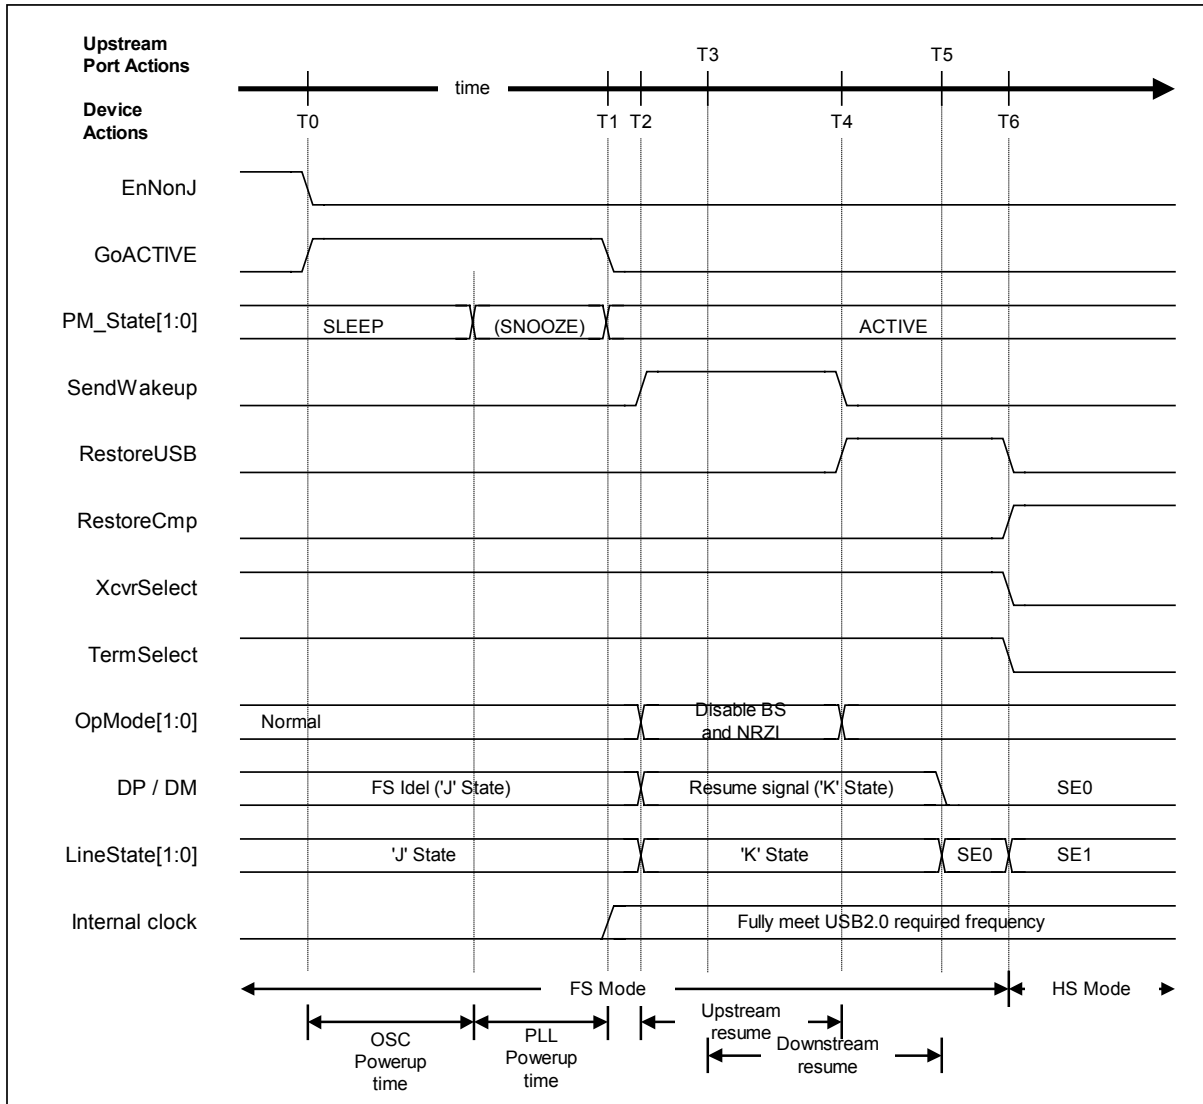 Upstream
Port Actions
T3
T5
time
Device
Actions
T0
T1
T2
T4
T6
EnNonJ
GoACTIVE
PM_State[1:0]
SLEEP
(SNOOZE)
ACTIVE
SendWakeup
RestoreUSB
RestoreCmp
XcvrSelect
TermSelect
OpMode[1:0]
Normal
Disable BS
and NRZI
DP / DM
FS Idel ('J' State)
Resume signal ('K' State)
SE0
LineState[1:0]
'J' State
'K' State
SE0
SE1
Internal clock
Fully meet USB2.0 required frequency
FS Mode
HS Mode
OSC
Powerup
time
PLL
Powerup
time
Upstream
resume
Downstream
resume